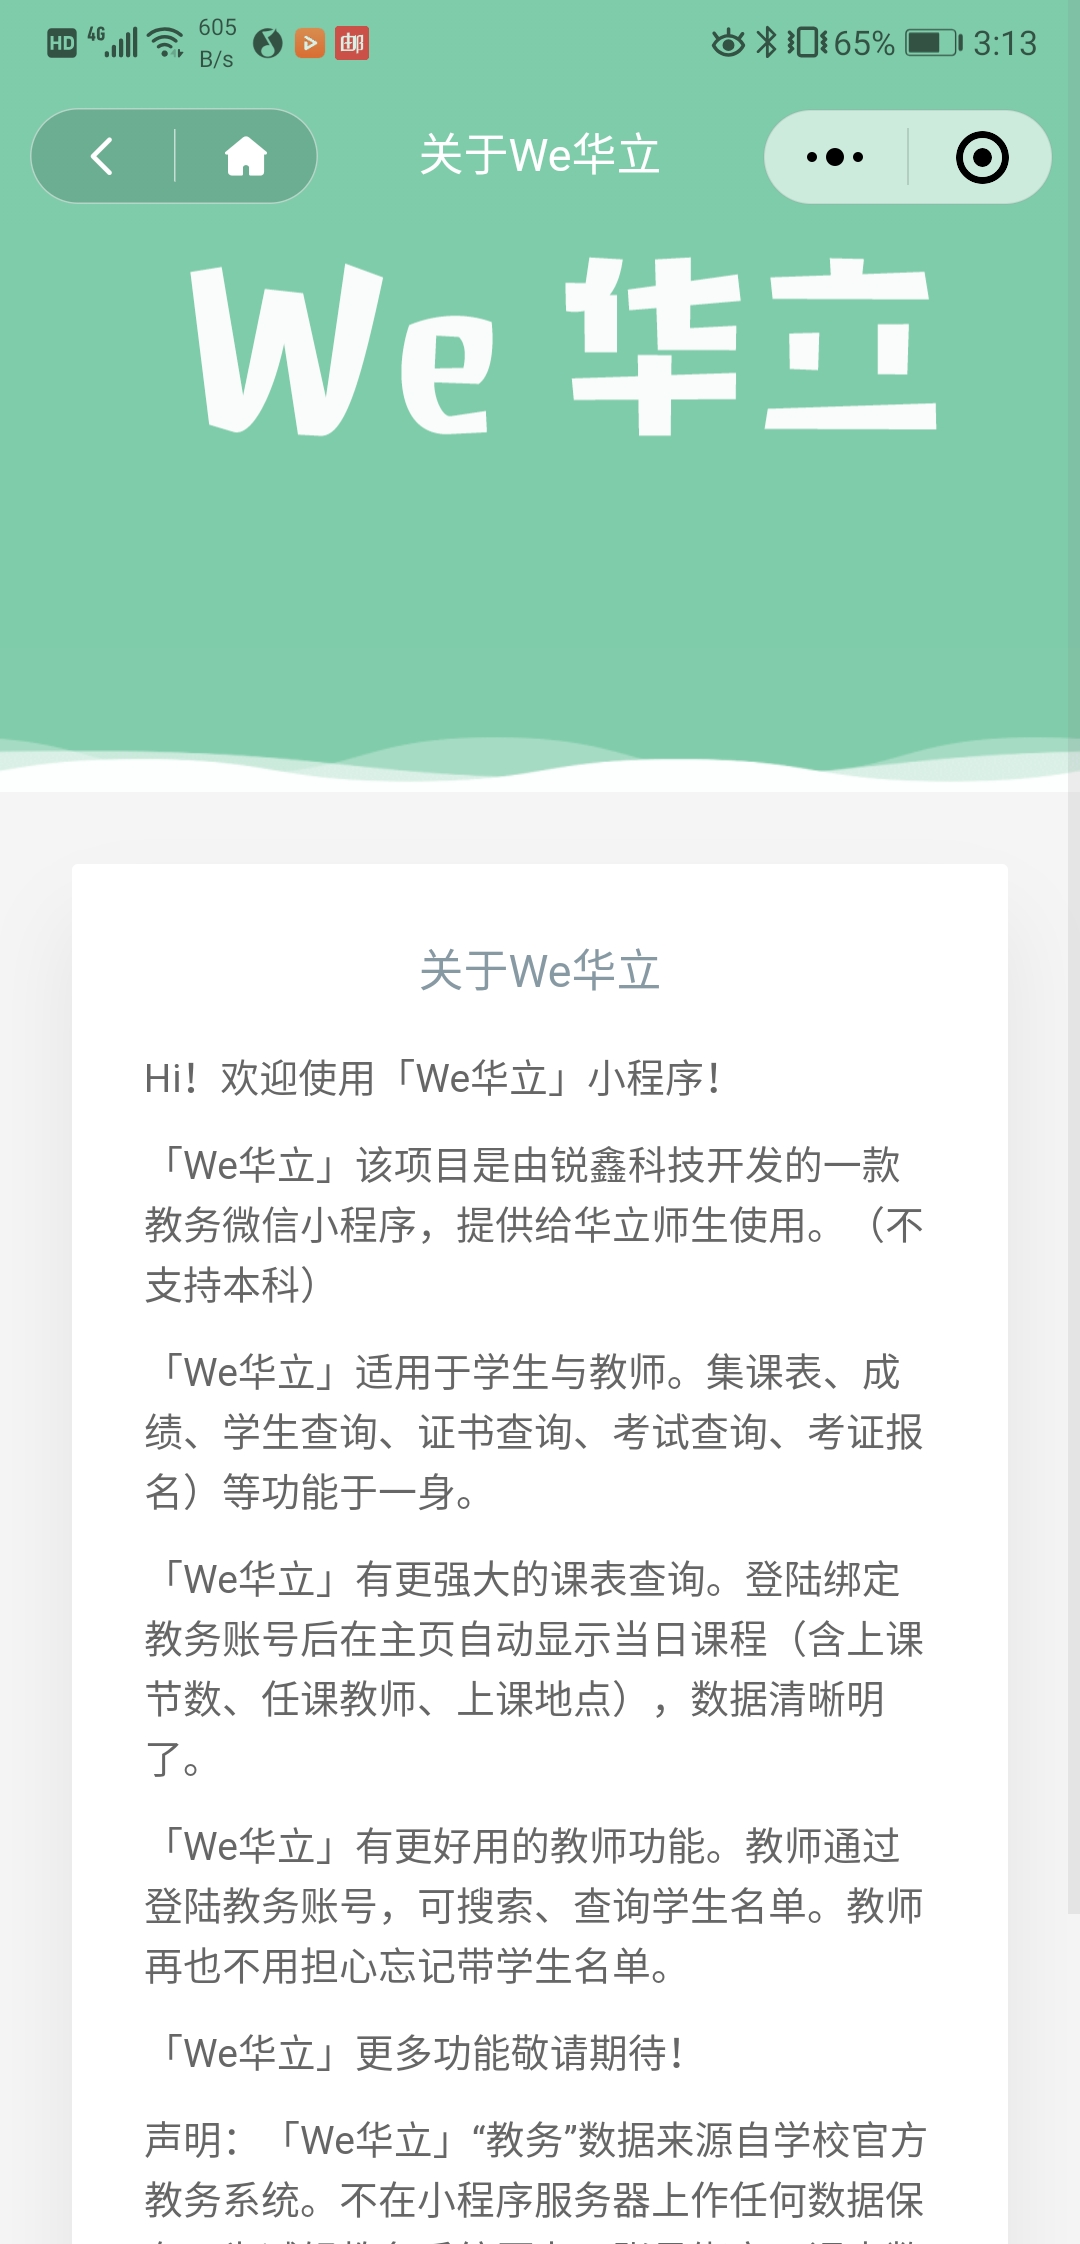 HD 4G 605 B/s 邮 65% 3:13
关于We华立
We 华立
关于We华立
Hi！欢迎使用「We华立」小程序！
「We华立」该项目是由锐鑫科技开发的一款
教务微信小程序，提供给华立师生使用。（不
支持本科）
「We华立」适用于学生与教师。集课表、成
绩、学生查询、证书查询、考试查询、考证报
名）等功能于一身。
「We华立」有更强大的课表查询。登陆绑定
教务账号后在主页自动显示当日课程（含上课
节数、任课教师、上课地点），数据清晰明
了。
「We华立」有更好用的教师功能。教师通过
登陆教务账号，可搜索、查询学生名单。教师
再也不用担心忘记带学生名单。
「We华立」更多功能敬请期待！
声明：「We华立」“教务”数据来源自学校官方
教务系统。不在小程序服务器上作任何数据保